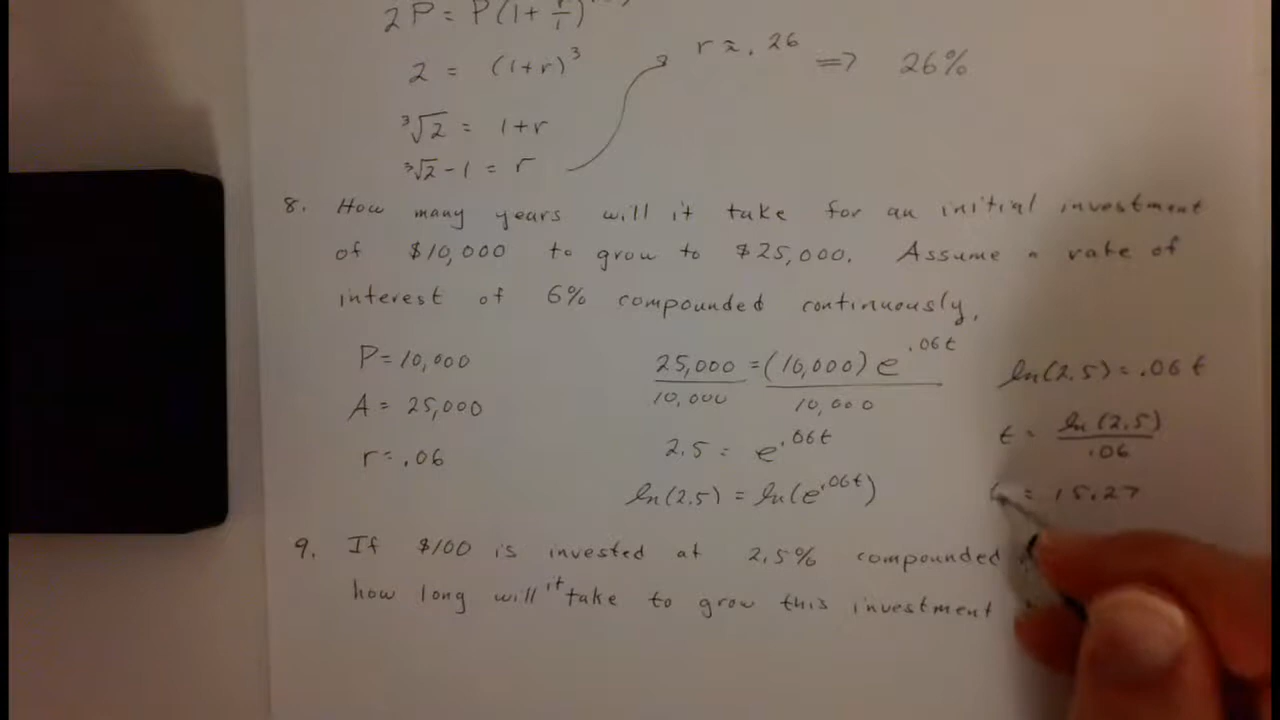 2P = P(1+
2 = (1+r)³
r ≈ .26 ⇒ 26%
³√2 = 1+r
³√2 - 1 = r
8. How many years will it take for an initial investment
of $10,000 to grow to $25,000. Assume a rate of
interest of 6% compounded continuously.
P = 10,000
A = 25,000
r = .06
25,000 = (10,000) e^.06t
10,000 10,000
2.5 = e^.06t
ln(2.5) = ln(e^.06t)
ln(2.5) = .06t
t = ln(2.5)
.06
= 15.27
9. If $100 is invested at 2.5% compounded
how long will it take to grow this investment